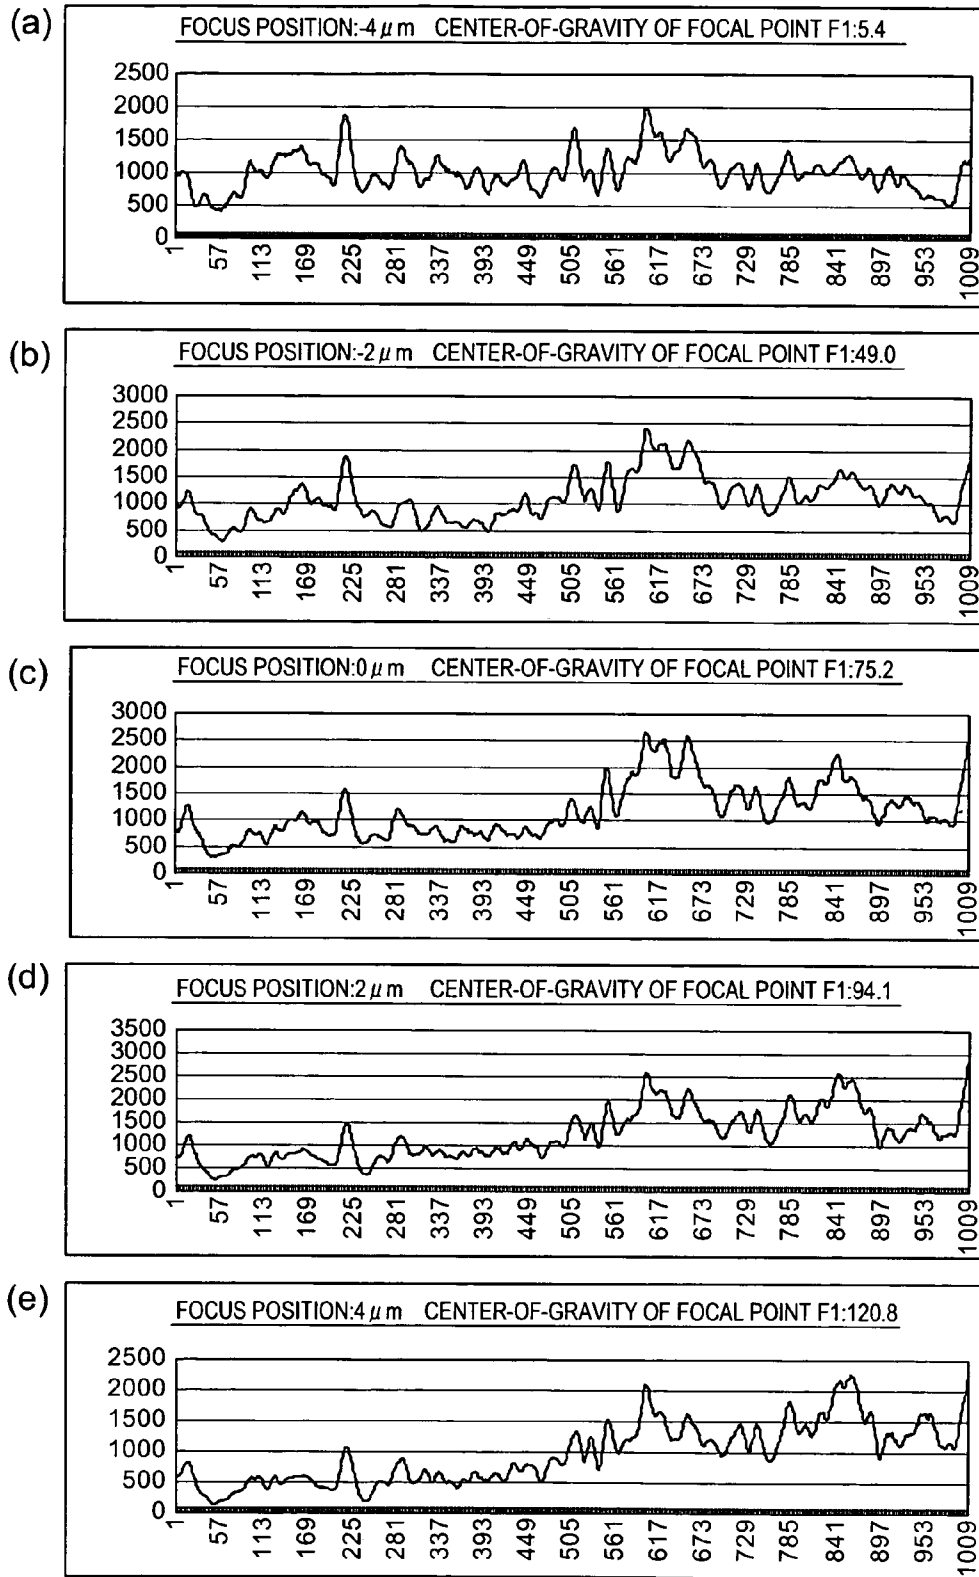 (a)
FOCUS POSITION:-4 μm CENTER-OF-GRAVITY OF FOCAL POINT F1:5.4
2500
2000
1500
1000
500
0
1 57 113 169 225 281 337 393 449 505 561 617 673 729 785 841 897 953 1009
(b)
FOCUS POSITION:-2 μm CENTER-OF-GRAVITY OF FOCAL POINT F1:49.0
3000
2500
2000
1500
1000
500
0
1 57 113 169 225 281 337 393 449 505 561 617 673 729 785 841 897 953 1009
(c)
FOCUS POSITION:0 μm CENTER-OF-GRAVITY OF FOCAL POINT F1:75.2
3000
2500
2000
1500
1000
500
0
1 57 113 169 225 281 337 393 449 505 561 617 673 729 785 841 897 953 1009
(d)
FOCUS POSITION:2 μm CENTER-OF-GRAVITY OF FOCAL POINT F1:94.1
3500
3000
2500
2000
1500
1000
500
0
1 57 113 169 225 281 337 393 449 505 561 617 673 729 785 841 897 953 1009
(e)
FOCUS POSITION:4 μm CENTER-OF-GRAVITY OF FOCAL POINT F1:120.8
2500
2000
1500
1000
500
0
1 57 113 169 225 281 337 393 449 505 561 617 673 729 785 841 897 953 1009